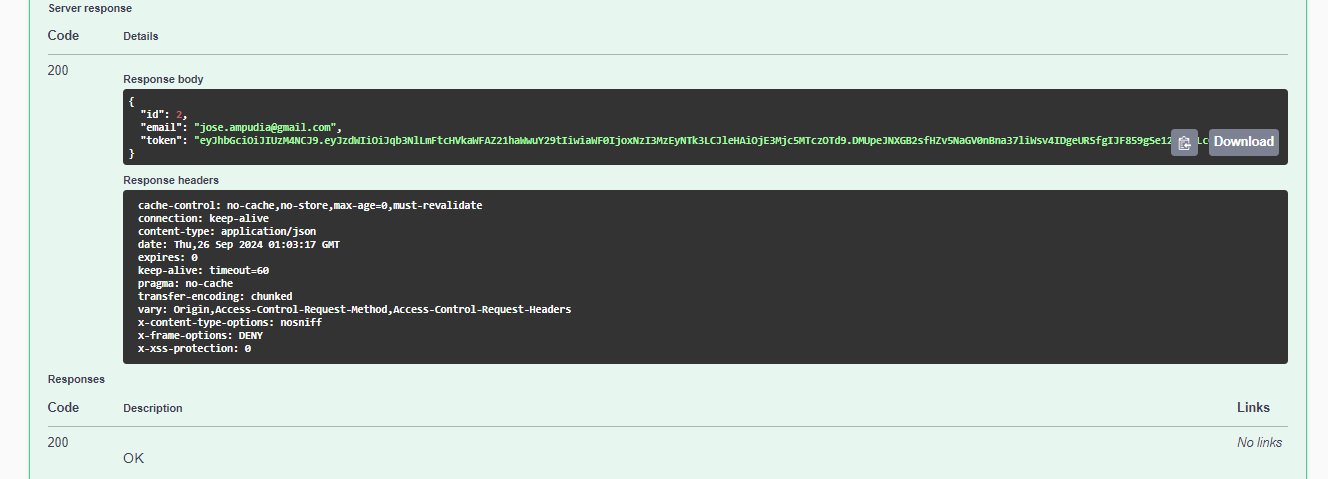 Server response
Code Details
200
Response body
{
"id": 2,
"email": "jose.ampudia@gmail.com",
"token":
Download
}
Response headers
cache-control: no-cache,no-store,max-age=0,must-revalidate
connection: keep-alive
content-type: application/json
date: Thu,26 Sep 2024 01:03:17 GMT
expires: 0
keep-alive: timeout=60
pragma: no-cache
transfer-encoding: chunked
vary: Origin,Access-Control-Request-Method,Access-Control-Request-Headers
x-content-type-options: nosniff
x-frame-options: DENY
x-xss-protection: 0
Responses
Code Description Links
200 No links
OK